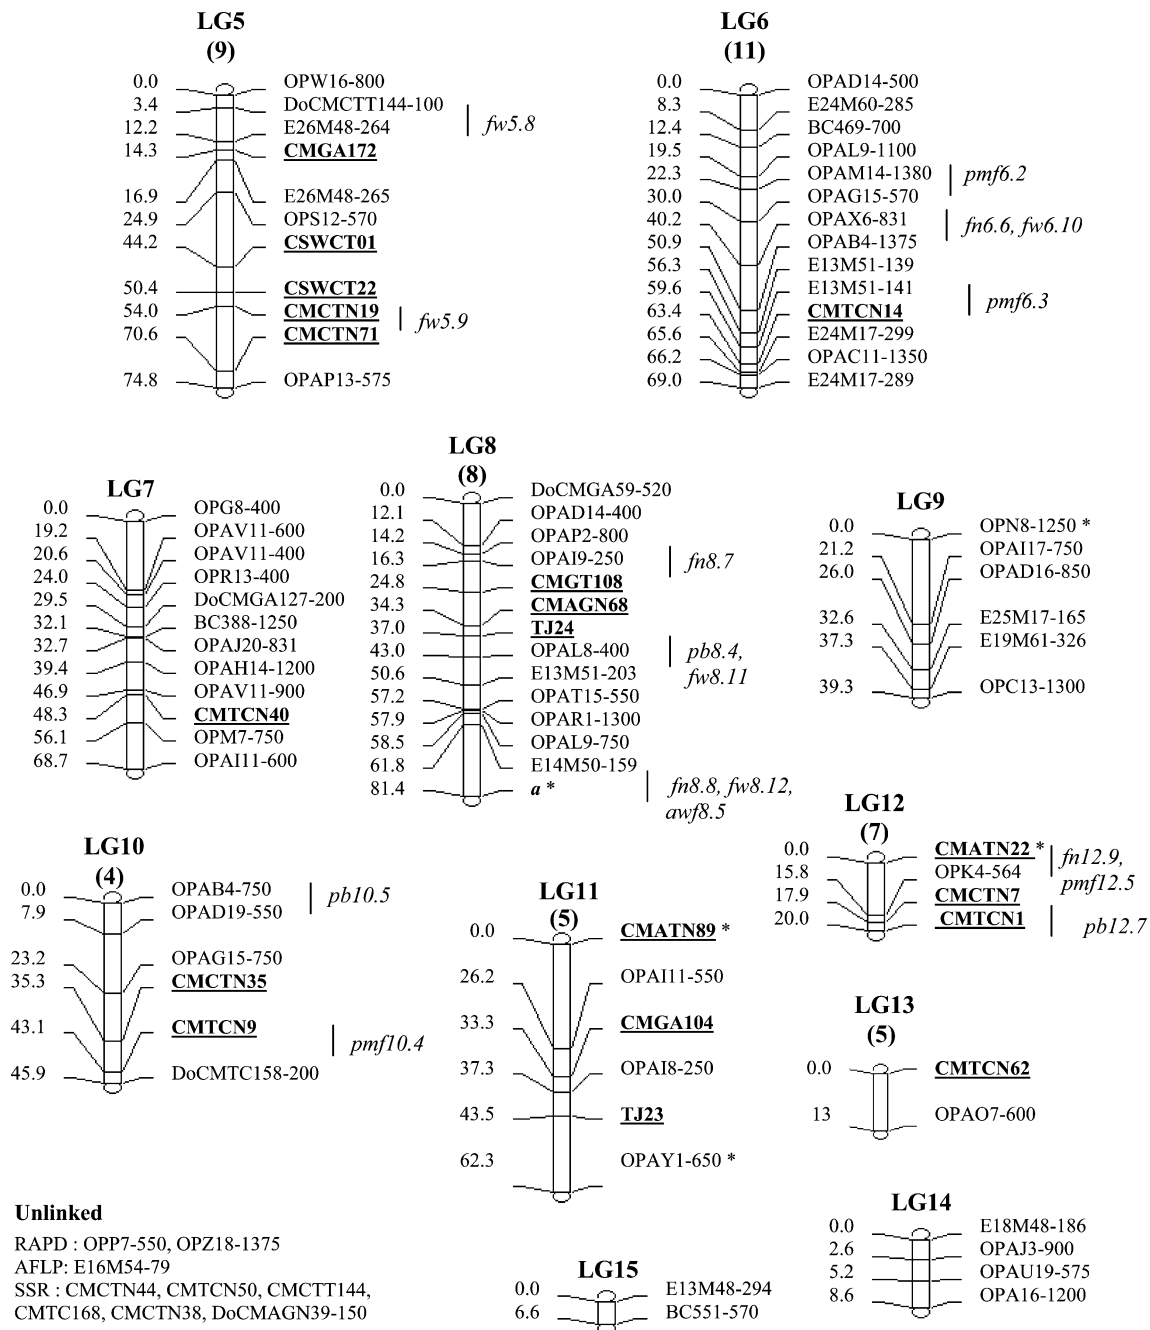 LG5
(9)
0.0 OPW16-800
3.4 DoCMCTT144-100
12.2 E26M48-264
14.3 CMGA172
16.9 E26M48-265
24.9 OPS12-570
44.2 CSWCT01
50.4 CSWCT22
54.0 CMCTN19
70.6 CMCTN71
74.8 OPAP13-575
fw5.8
fw5.9
LG6
(11)
0.0 OPAD14-500
8.3 E24M60-285
12.4 BC469-700
19.5 OPAL9-1100
22.3 OPAM14-1380
30.0 OPAG15-570
40.2 OPAX6-831
50.9 OPAB4-1375
56.3 E13M51-139
59.6 E13M51-141
63.4 CMTCN14
65.6 E24M17-299
66.2 OPAC11-1350
69.0 E24M17-289
pmf6.2
fn6.6, fw6.10
pmf6.3
LG7
0.0 OPG8-400
19.2 OPAV11-600
20.6 OPAV11-400
24.0 OPR13-400
29.5 DoCMGA127-200
32.1 BC388-1250
32.7 OPAJ20-831
39.4 OPAH14-1200
46.9 OPAV11-900
48.3 CMTCN40
56.1 OPM7-750
68.7 OPAI11-600
LG8
(8)
0.0 DoCMGA59-520
12.1 OPAD14-400
14.2 OPAP2-800
16.3 OPAI9-250
24.8 CMGT108
34.3 CMAGN68
37.0 TJ24
43.0 OPAL8-400
50.6 E13M51-203
57.2 OPAT15-550
57.9 OPAR1-1300
58.5 OPAL9-750
61.8 E14M50-159
81.4 a *
fn8.7
pb8.4,
fw8.11
fn8.8, fw8.12,
awf8.5
LG9
0.0 OPN8-1250 *
21.2 OPAI17-750
26.0 OPAD16-850
32.6 E25M17-165
37.3 E19M61-326
39.3 OPC13-1300
LG10
(4)
0.0 OPAB4-750
7.9 OPAD19-550
23.2 OPAG15-750
35.3 CMCTN35
43.1 CMTCN9
45.9 DoCMTC158-200
pb10.5
pmf10.4
LG11
(5)
0.0 CMATN89 *
26.2 OPAI11-550
33.3 CMGA104
37.3 OPAI8-250
43.5 TJ23
62.3 OPAY1-650 *
LG12
(7)
0.0 CMATN22 *
15.8 OPK4-564
17.9 CMCTN7
20.0 CMTCN1
fn12.9,
pmf12.5
pb12.7
LG13
(5)
0.0 CMTCN62
13 OPAO7-600
LG14
0.0 E18M48-186
2.6 OPAJ3-900
5.2 OPAU19-575
8.6 OPA16-1200
LG15
0.0 E13M48-294
6.6 BC551-570
Unlinked
RAPD : OPP7-550, OPZ18-1375
AFLP: E16M54-79
SSR : CMCTN44, CMTCN50, CMCTT144,
CMTC168, CMCTN38, DoCMAGN39-150